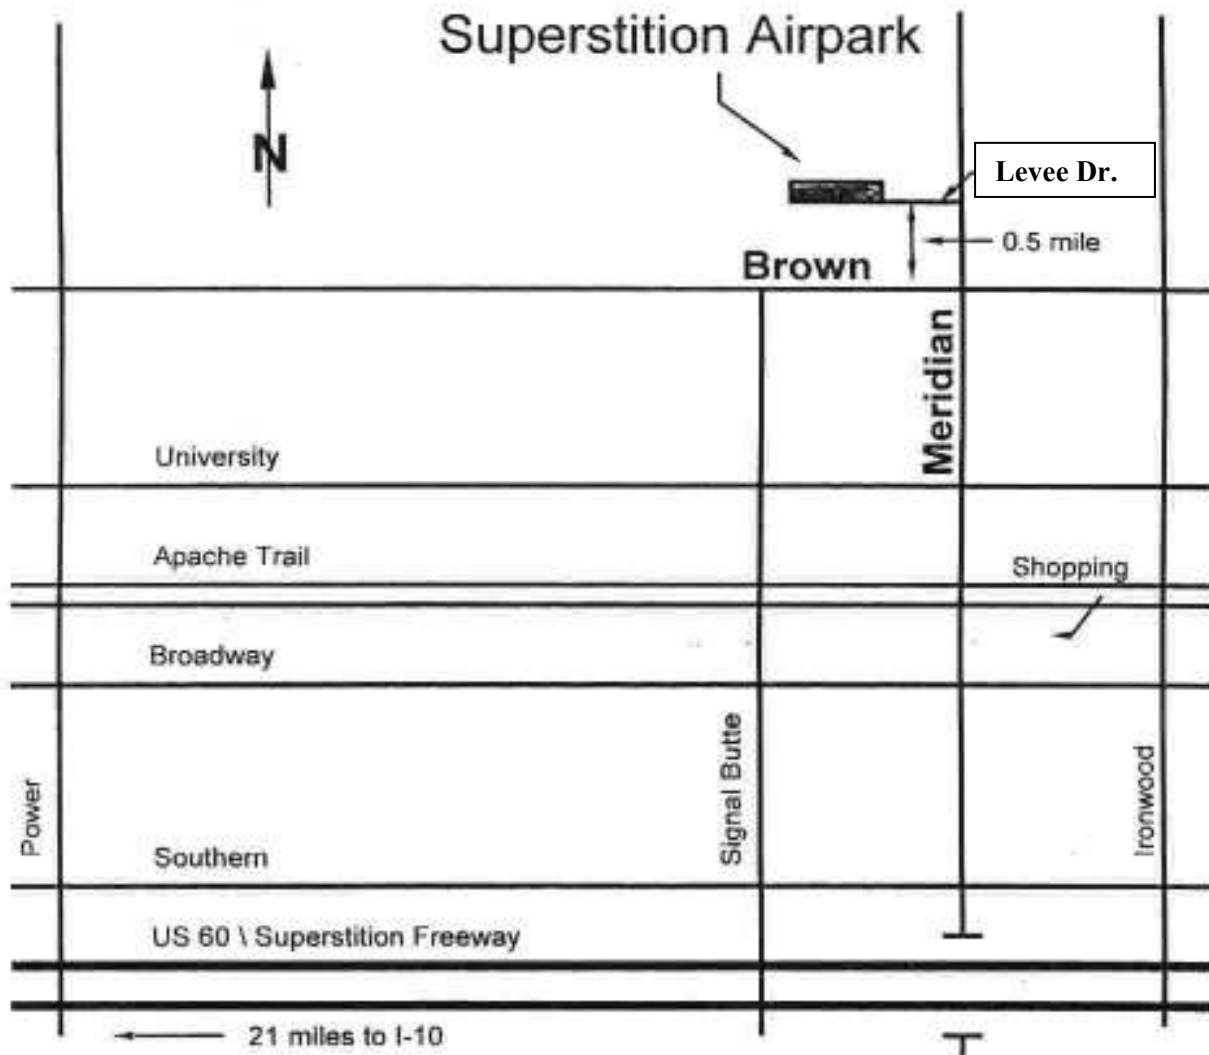 Superstition Airpark
N
Levee Dr.
0.5 mile
Brown
Meridian
University
Apache Trail
Shopping
Broadway
Signal Butte
Ironwood
Power
Southern
US 60 \ Superstition Freeway
21 miles to I-10